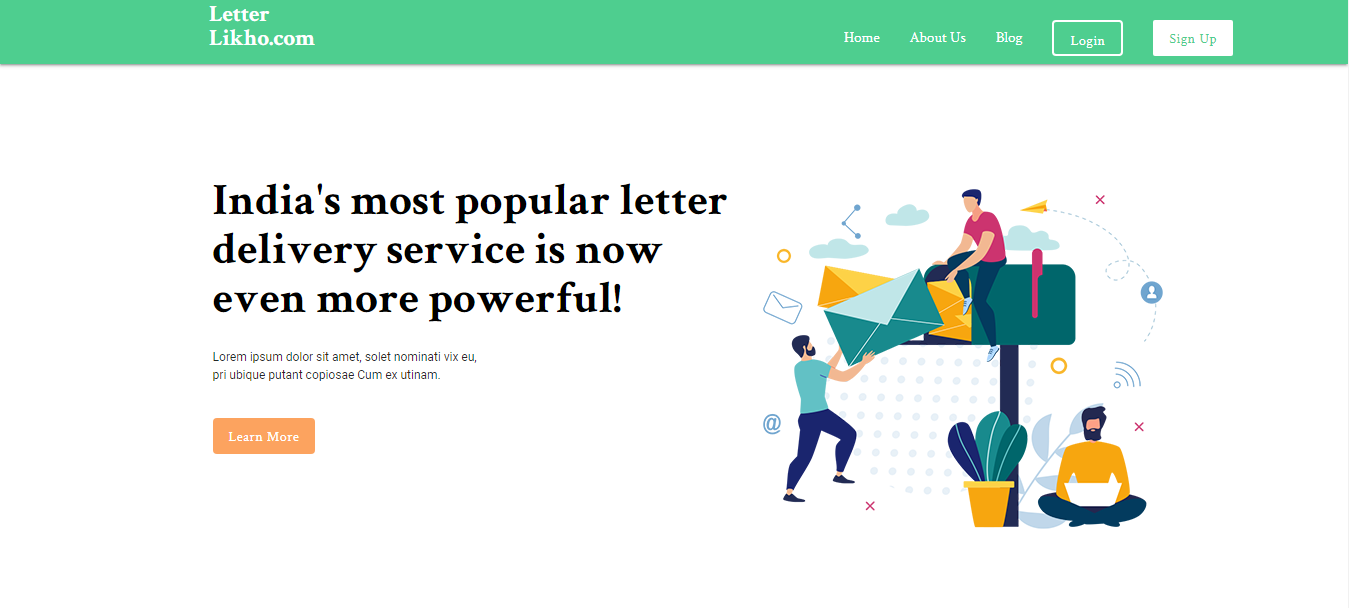 Letter
Likho.com
Home About Us Blog Login Sign Up
India's most popular letter
delivery service is now
even more powerful!
Lorem ipsum dolor sit amet, solet nominati vix eu,
pri ubique putant copiosae Cum ex utinam.
Learn More
@